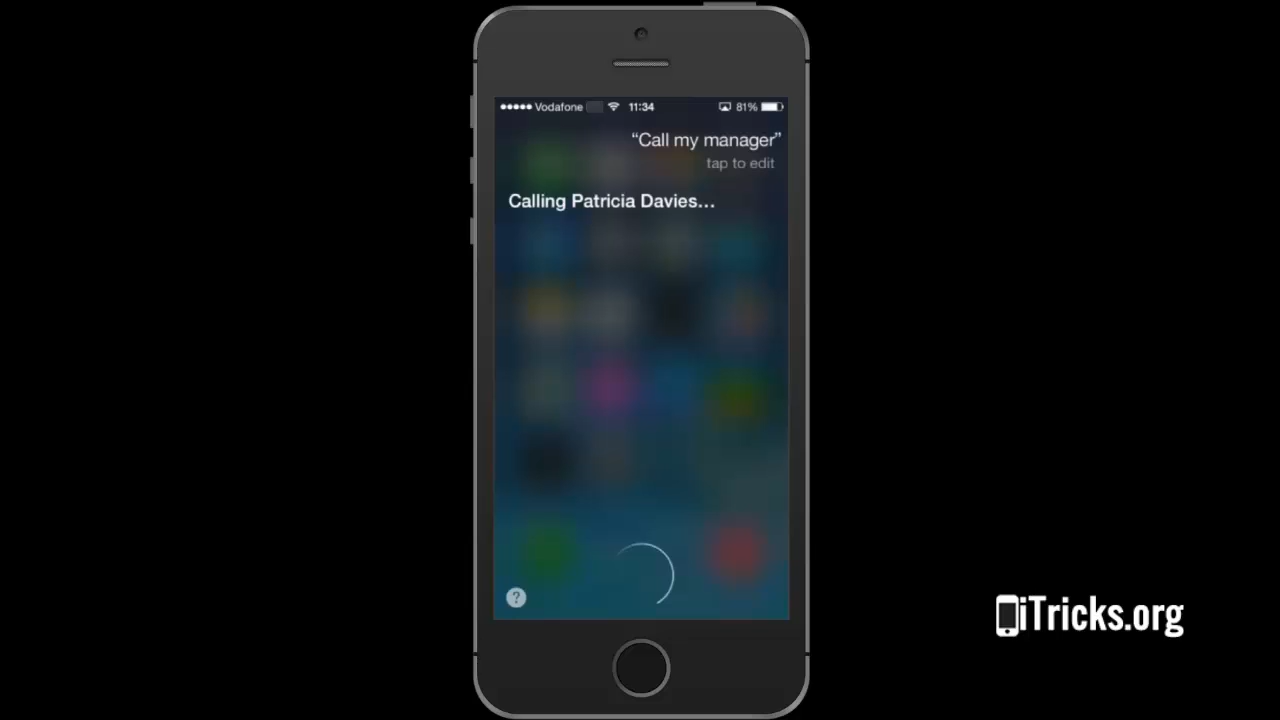 Vodafone 11:34 81%
“Call my manager”
tap to edit
Calling Patricia Davies...
?
iTricks.org